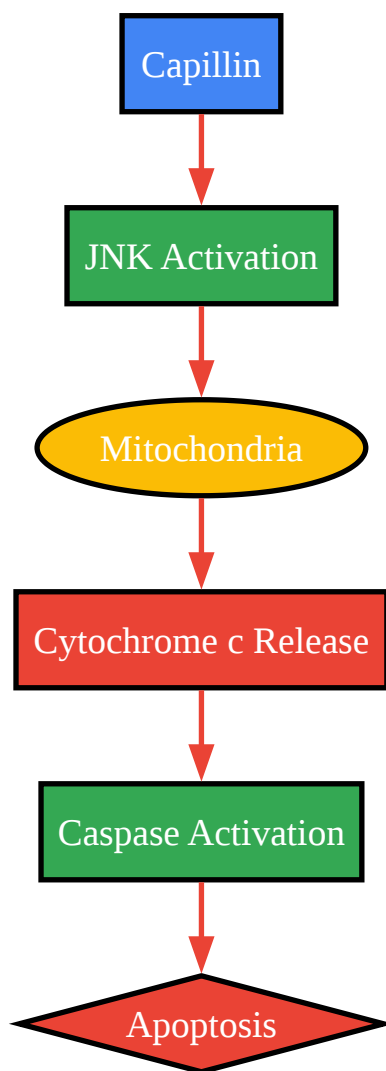 Capillin
JNK Activation
Mitochondria
Cytochrome c Release
Caspase Activation
Apoptosis